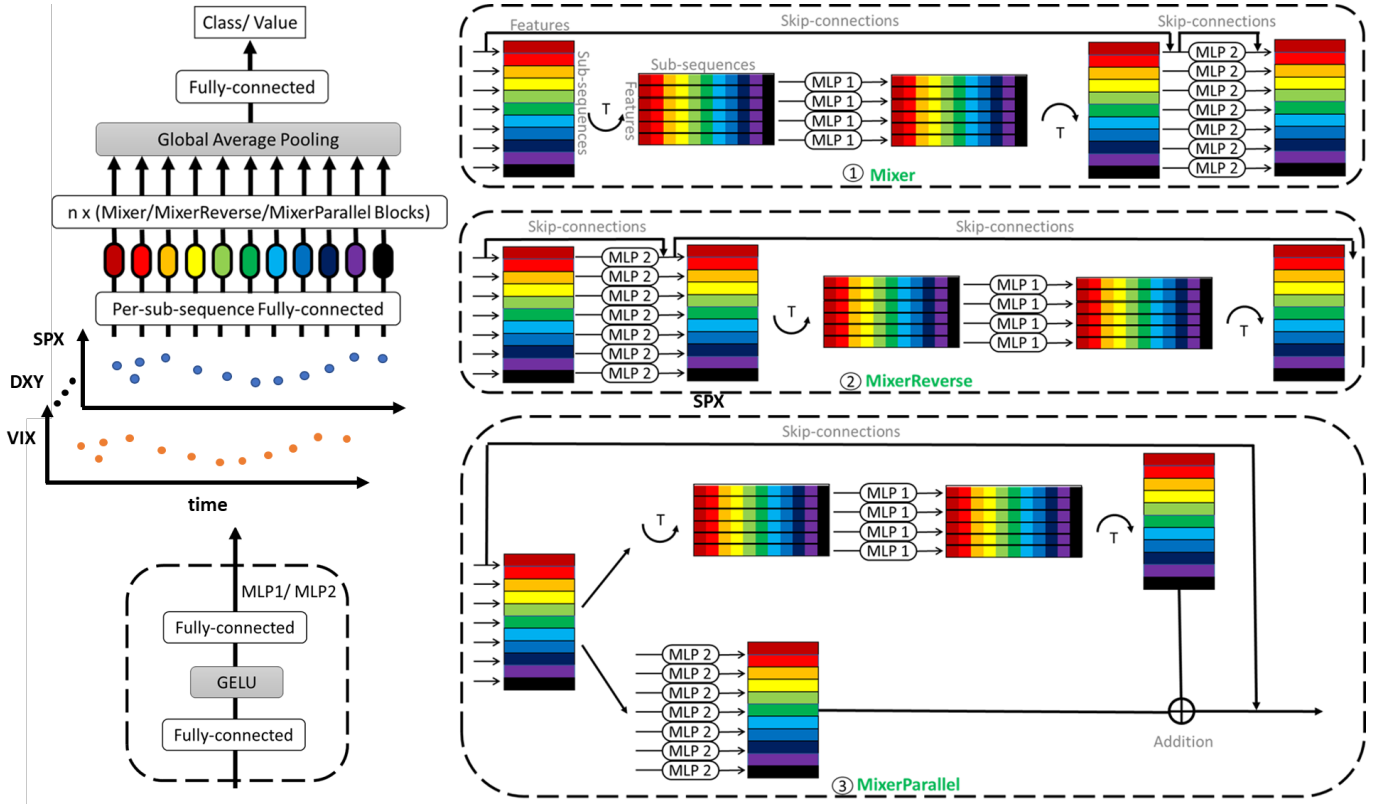 Class/ Value
Fully-connected
Global Average Pooling
n x (Mixer/MixerReverse/MixerParallel Blocks)
Per-sub-sequence Fully-connected
SPX
DXY
VIX
time
MLP1/ MLP2
Fully-connected
GELU
Fully-connected
Features
Skip-connections
Skip-connections
Sub-sequences
T
Features
Sub-sequences
MLP 1
MLP 1
MLP 1
MLP 1
T
MLP 2
MLP 2
MLP 2
MLP 2
MLP 2
MLP 2
MLP 2
1 Mixer
Skip-connections
Skip-connections
MLP 2
MLP 2
MLP 2
MLP 2
MLP 2
MLP 2
MLP 2
T
MLP 1
MLP 1
MLP 1
MLP 1
T
2 MixerReverse
SPX
Skip-connections
T
MLP 1
MLP 1
MLP 1
MLP 1
T
MLP 2
MLP 2
MLP 2
MLP 2
MLP 2
MLP 2
MLP 2
Addition
3 MixerParallel